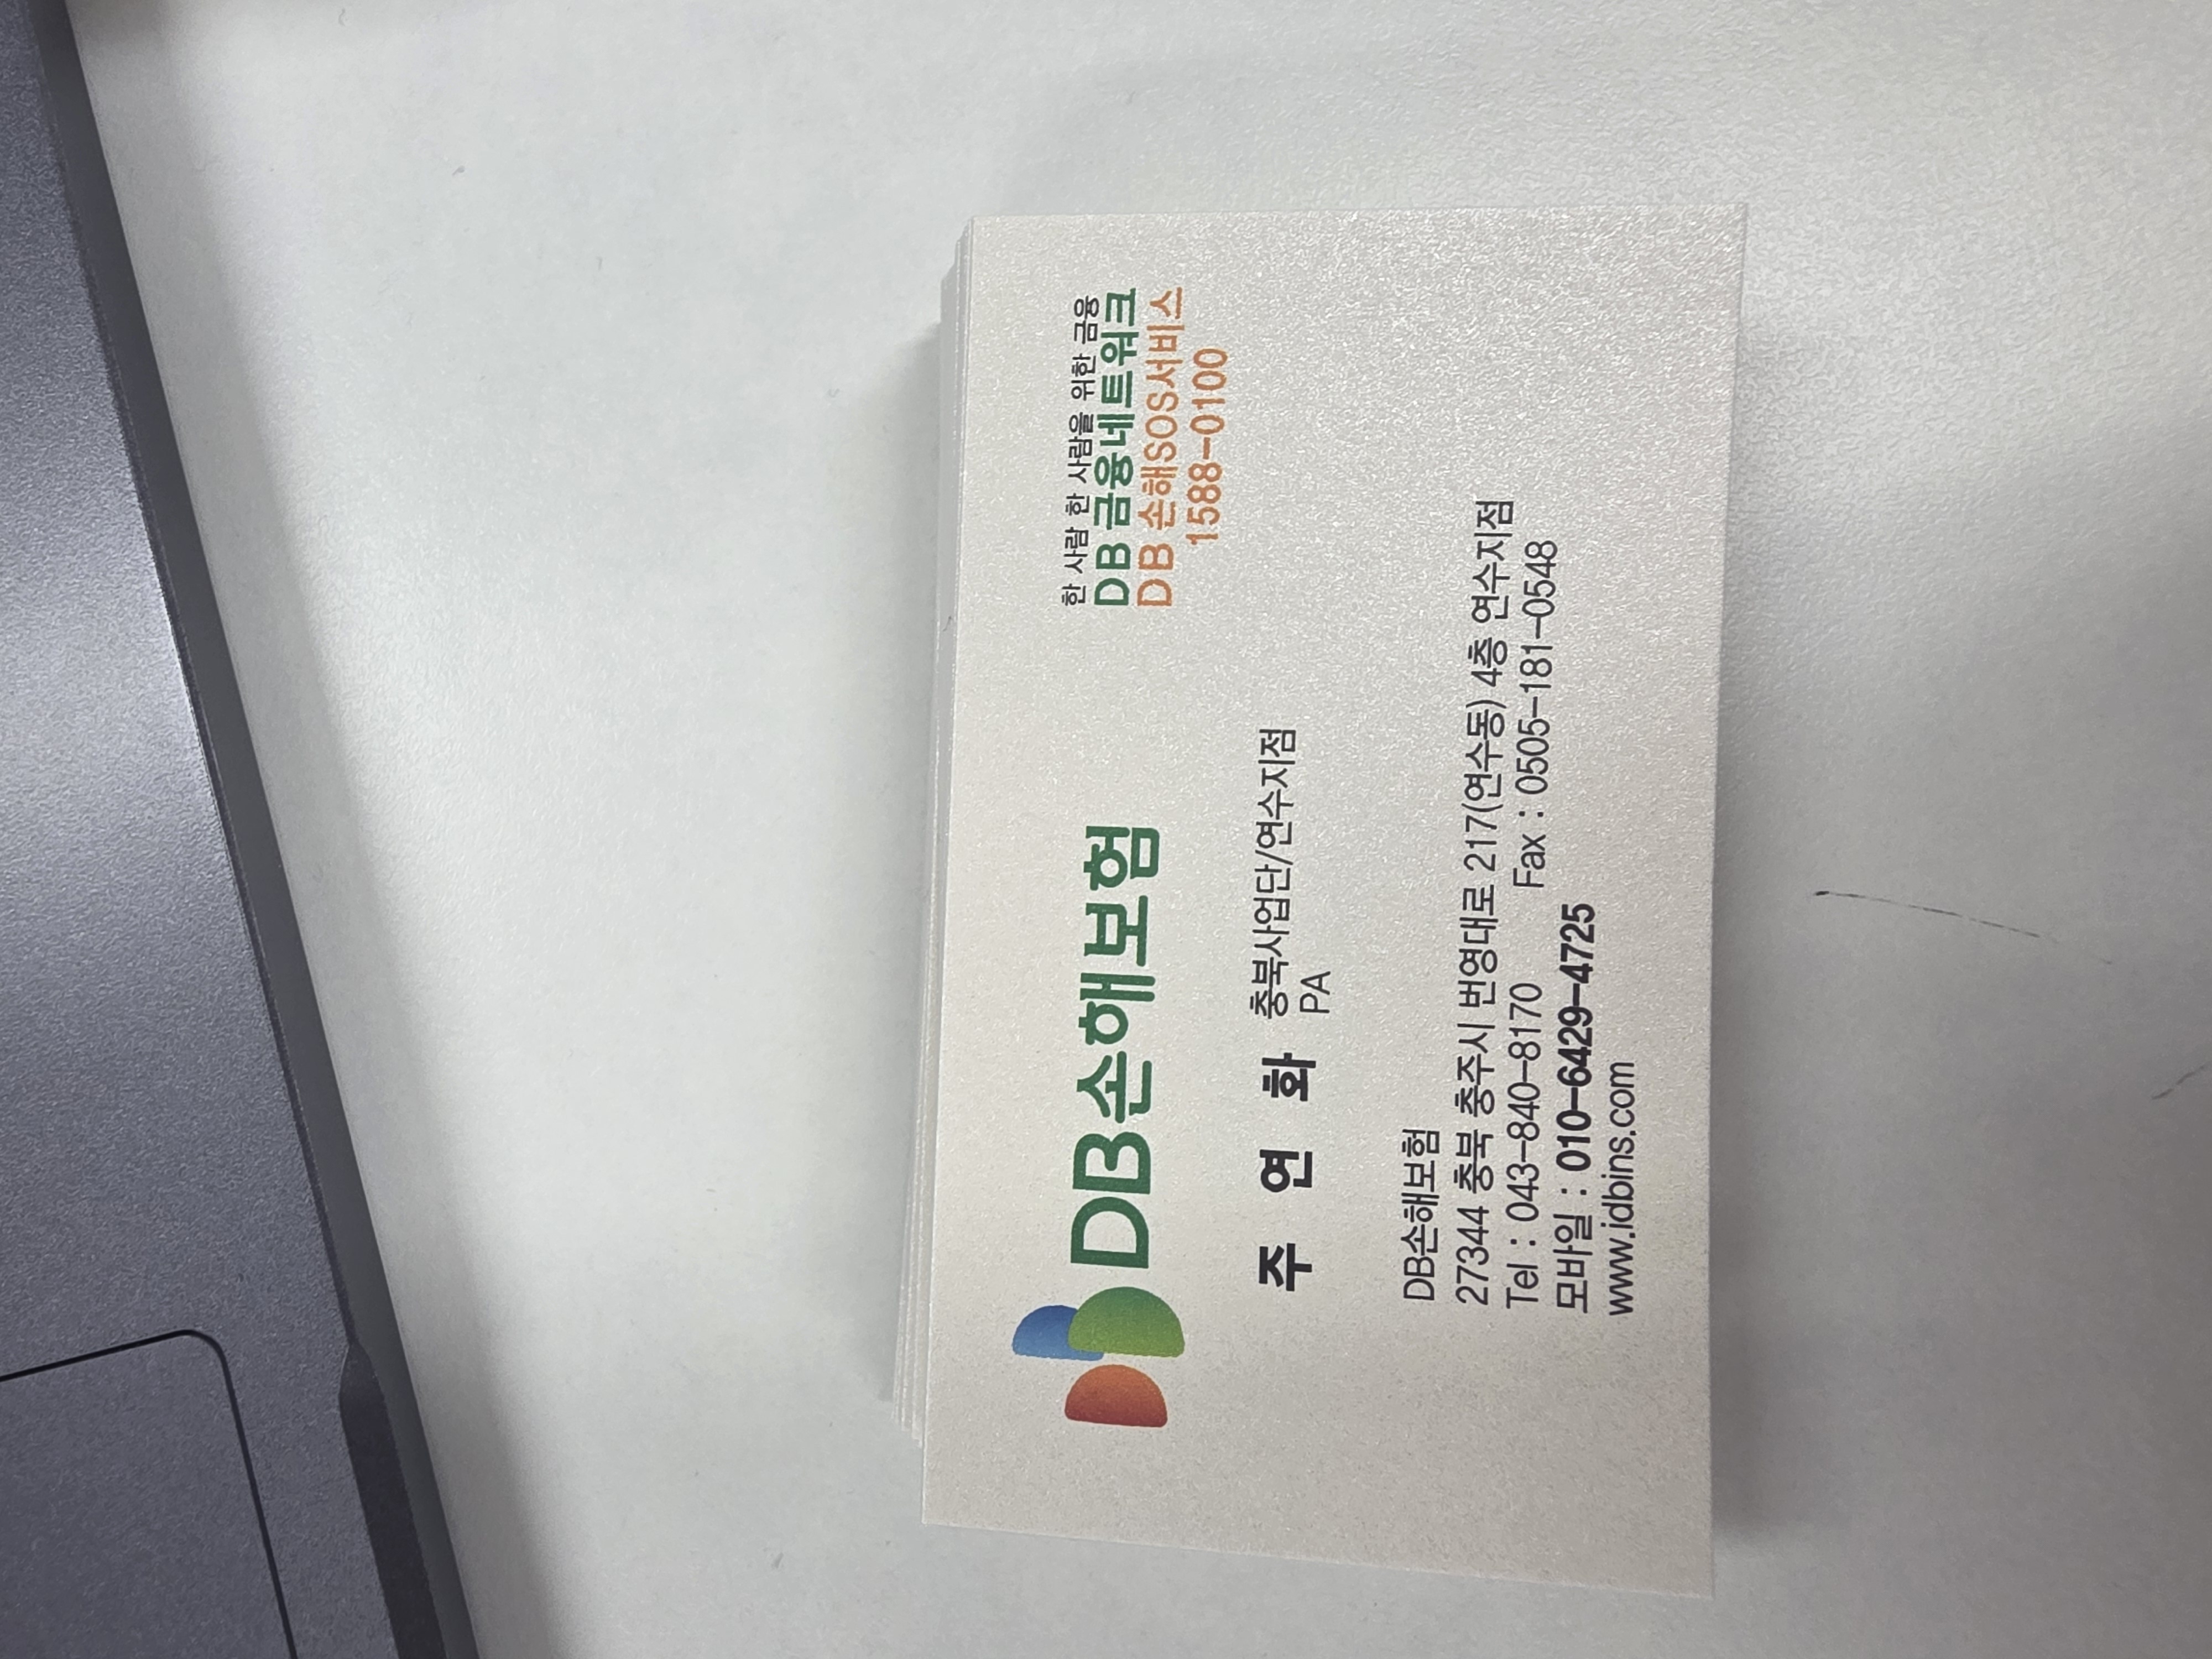 한 사람 한 사람을 위한 금융
DB 금융네트워크
DB 손해SOS서비스
1588-0100
DB손해보험
주 연 화 충북사업단/연수지점
PA
DB손해보험
27344 충북 충주시 번영대로 217(연수동) 4층 연수지점
Tel : 043-840-8170 Fax : 0505-181-0548
모바일 : 010-6429-4725
www.idbins.com